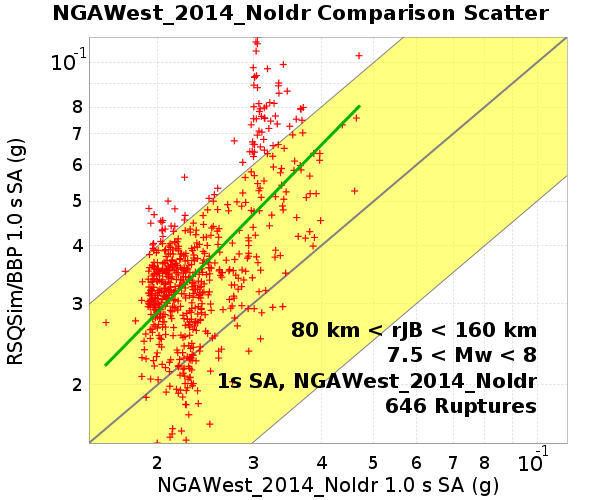 NGAWest_2014_NoIdr Comparison Scatter
10⁻¹
8
7
6
5
4
3
2
RSQSim/BBP 1.0 s SA (g)
80 km < rJB < 160 km
7.5 < Mw < 8
1s SA, NGAWest_2014_NoIdr
646 Ruptures
2 3 4 5 6 7 8 10⁻¹
NGAWest_2014_NoIdr 1.0 s SA (g)